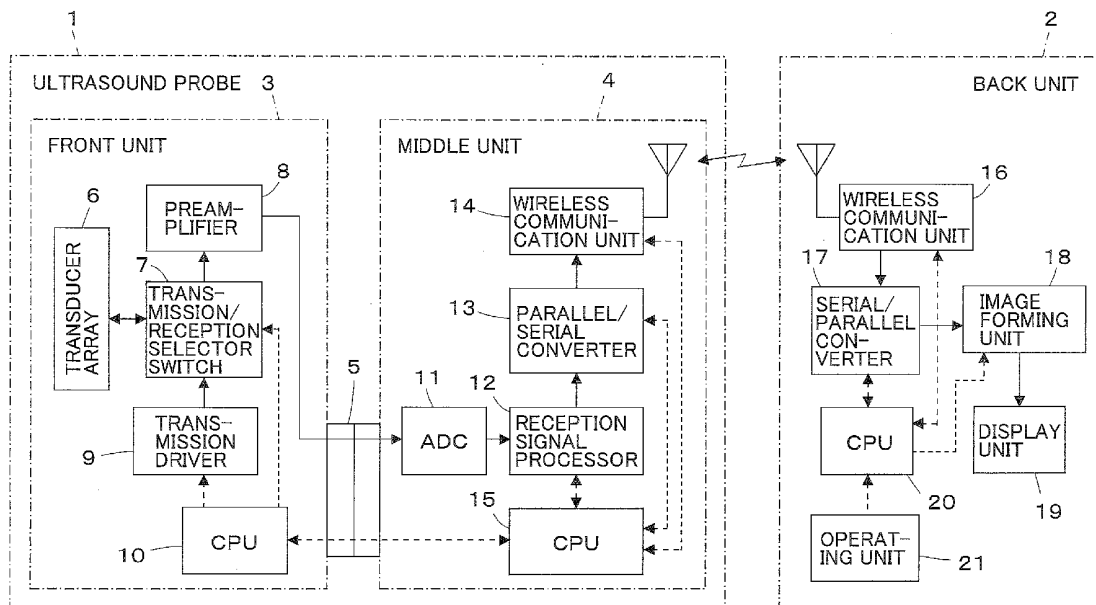 1
2
ULTRASOUND PROBE
3
4
BACK UNIT
FRONT UNIT
MIDDLE UNIT
6
8
PREAM-
PLIFIER
14
WIRELESS
COMMUNI-
CATION UNIT
16
WIRELESS
COMMUNI-
CATION UNIT
TRANSDUCER
ARRAY
7
TRANS-
MISSION/
RECEPTION
SELECTOR
SWITCH
13
PARALLEL/
SERIAL
CONVERTER
17
SERIAL/
PARALLEL
CON-
VERTER
18
IMAGE
FORMING
UNIT
9
TRANS-
MISSION
DRIVER
5
11
ADC
12
RECEPTION
SIGNAL
PROCESSOR
CPU
20
DISPLAY
UNIT
19
10
CPU
15
CPU
OPERAT-
ING UNIT
21